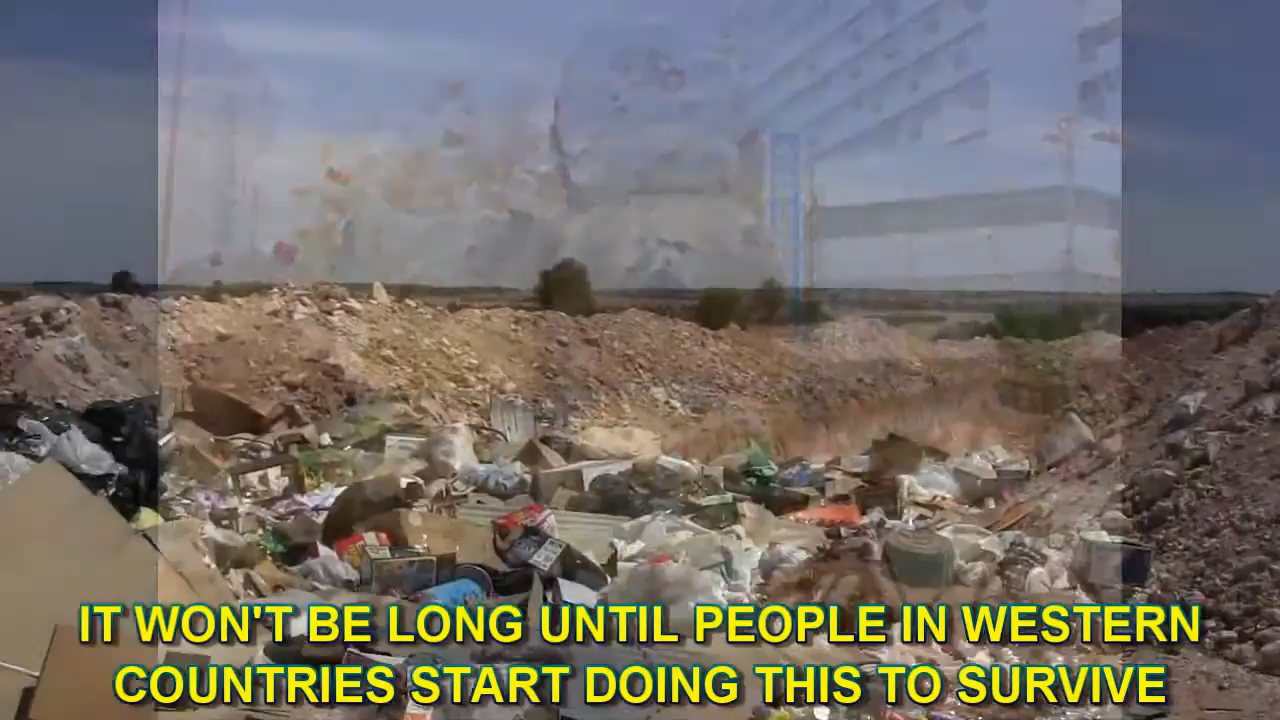 IT WON'T BE LONG UNTIL PEOPLE IN WESTERN
COUNTRIES START DOING THIS TO SURVIVE